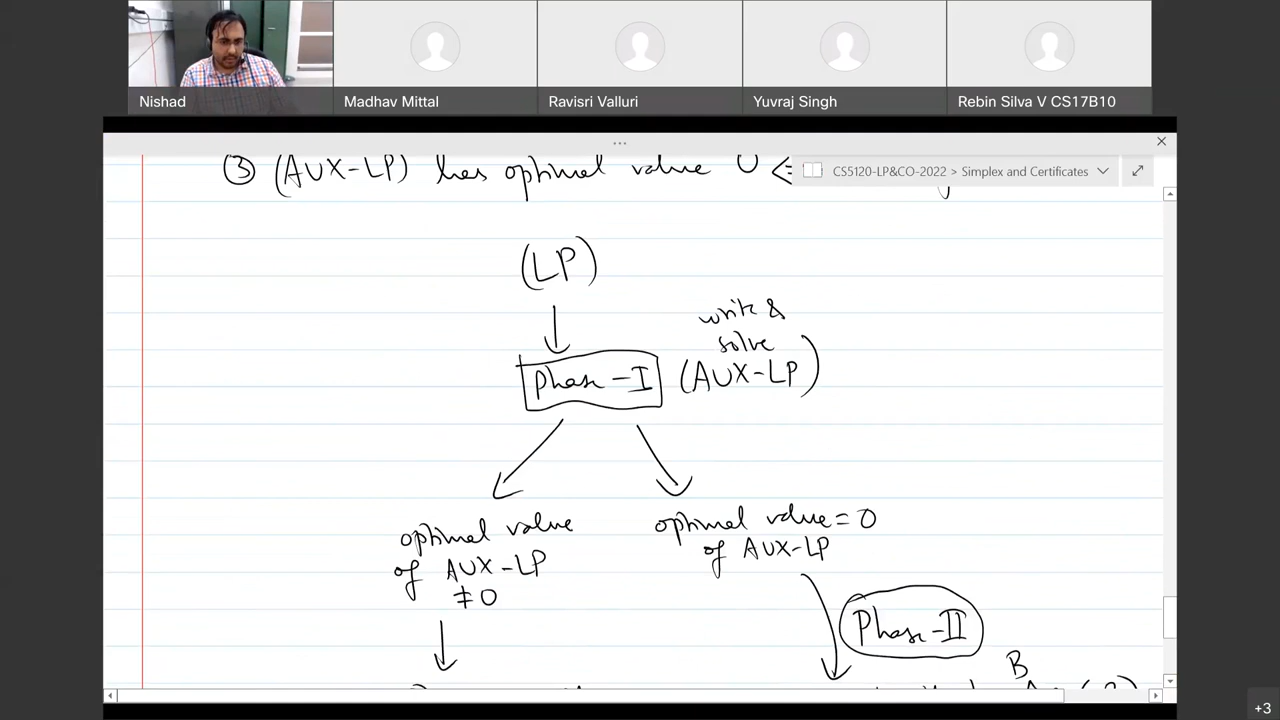 Nishad
Madhav Mittal
Ravisri Valluri
Yuvraj Singh
Rebin Silva V CS17B10
③ (AUX-LP) has optimal value 0
CS5120-LP&CO-2022 > Simplex and Certificates
(LP)
write &
solve
Phase-I (AUX-LP)
optimal value
of AUX-LP
≠ 0
optimal value = 0
of AUX-LP
Phase-II
B
+3